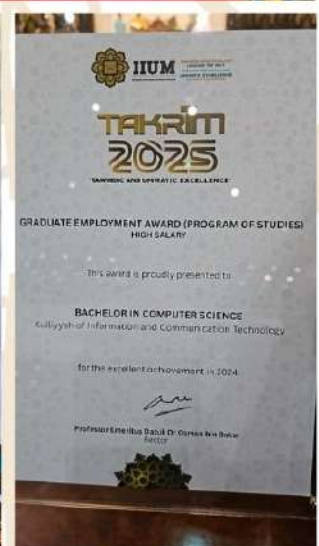 IIUM
TAKRIM
2025
TAWHIDIC AND UMMATIC EXCELLENCE
GRADUATE EMPLOYMENT AWARD (PROGRAM OF STUDIES)
HIGH SALARY
This award is proudly presented to
BACHELOR IN COMPUTER SCIENCE
Kulliyyah of Information and Communication Technology
for the excellent achievement in 2024
Professor Emeritus Datuk Dr Osman bin Bakar
Rector